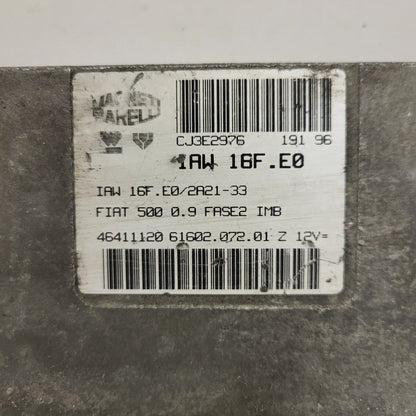 MAGNETI
MARELLI
CJ3E2976 191 96
IAW 16F.E0
IAW 16F.E0/2A21-33
FIAT 500 0.9 FASE2 IMB
46411120 61602.072.01 Z 12V=